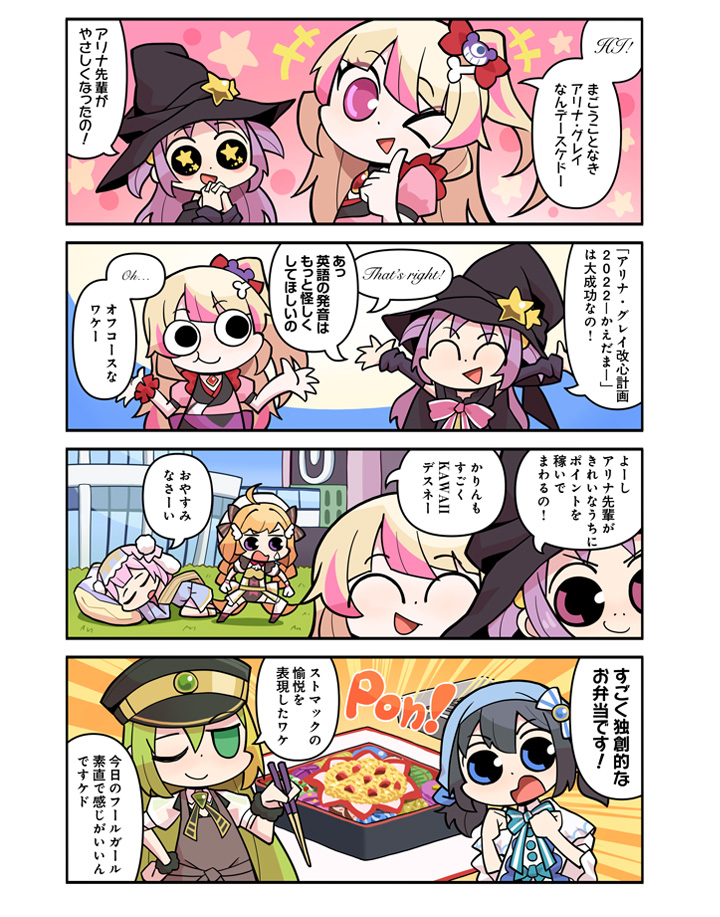 HI!
まごうことなき
アリナ・グレイ
なんデースケドー
アリナ先輩が
やさしくなったの！
「アリナ・グレイ改心計画
2022ーかえだまー」
は大成功なの！
That's right!
あっ
英語の発音は
もっと怪しく
してほしいの
Oh...
オフコースな
ワケー
よーし
アリナ先輩が
きれいなうちに
ポイントを
稼いで
まわるの！
かりんも
すごく
KAWAII
デスネー
U
おやすみ
なさーい
すごく独創的な
お弁当です！
Pon!
ストマックの
愉悦を
表現したワケ
今日のフールガール
素直で感じがいいん
ですケド